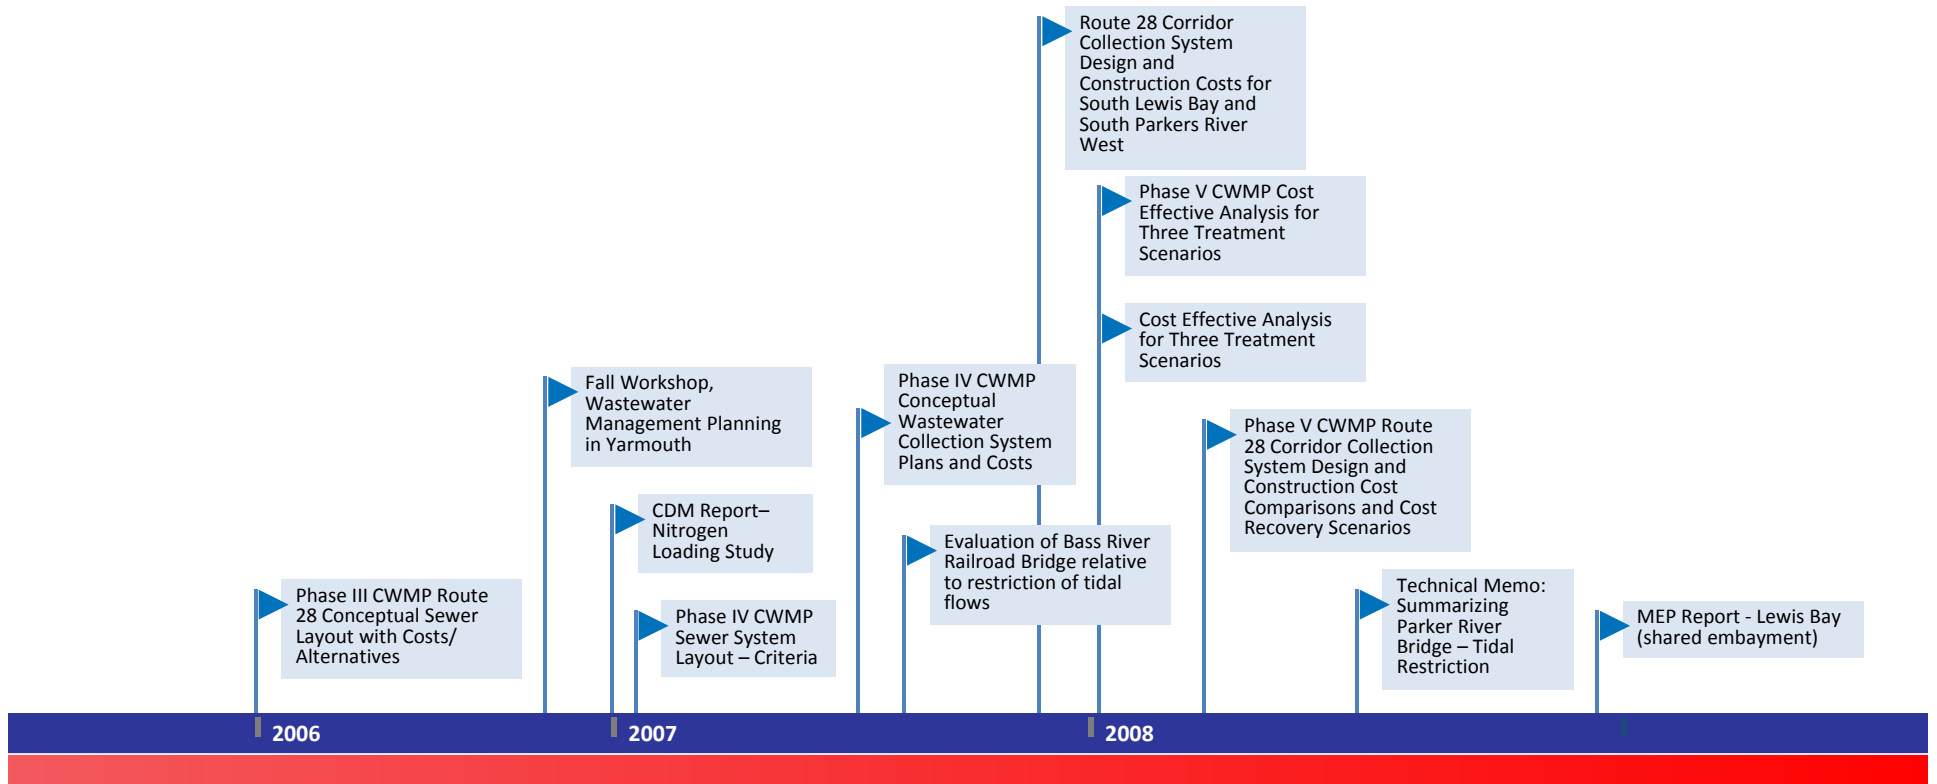 Route 28 Corridor
Collection System
Design and
Construction Costs for
South Lewis Bay and
South Parkers River
West
Phase V CWMP Cost
Effective Analysis for
Three Treatment
Scenarios
Cost Effective Analysis
for Three Treatment
Scenarios
Fall Workshop,
Wastewater
Management Planning
in Yarmouth
Phase IV CWMP
Conceptual
Wastewater
Collection System
Plans and Costs
Phase V CWMP Route
28 Corridor Collection
System Design and
Construction Cost
Comparisons and Cost
Recovery Scenarios
CDM Report–
Nitrogen
Loading Study
Evaluation of Bass River
Railroad Bridge relative
to restriction of tidal
flows
Phase III CWMP Route
28 Conceptual Sewer
Layout with Costs/
Alternatives
Phase IV CWMP
Sewer System
Layout – Criteria
Technical Memo:
Summarizing
Parker River
Bridge – Tidal
Restriction
MEP Report - Lewis Bay
(shared embayment)
2006
2007
2008